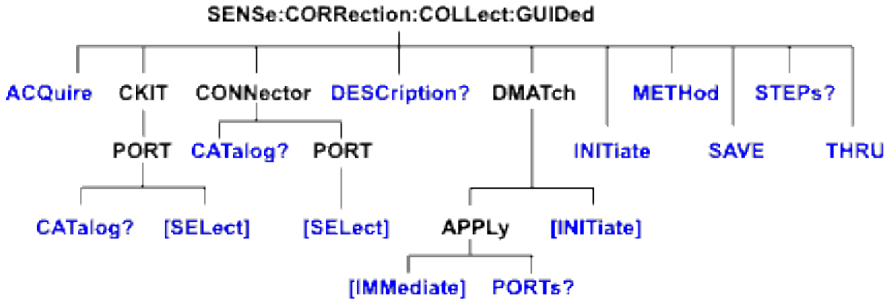 SENSe:CORRection:COLLect:GUIDed
ACQuire CKIT CONNector DESCription? DMATch METHod STEPs?
PORT CATalog? PORT INITiate SAVE THRU
CATalog? [SELect] [SELect] APPLy [INITiate]
[IMMediate] PORTs?